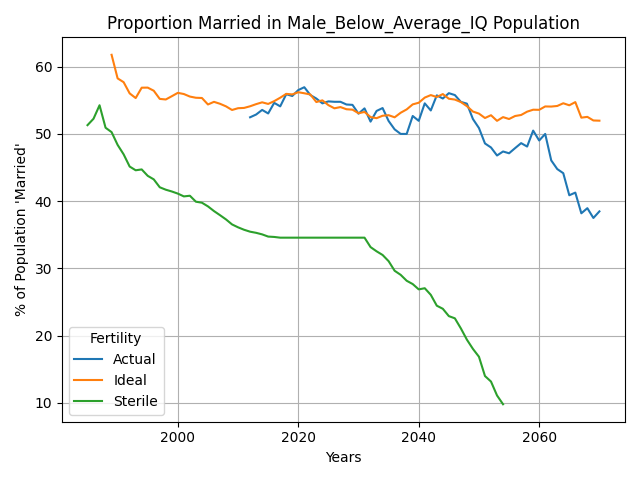 Proportion Married in Male_Below_Average_IQ Population
% of Population 'Married'
60
50
40
30
20
10
Fertility
Actual
Ideal
Sterile
2000 2020 2040 2060
Years